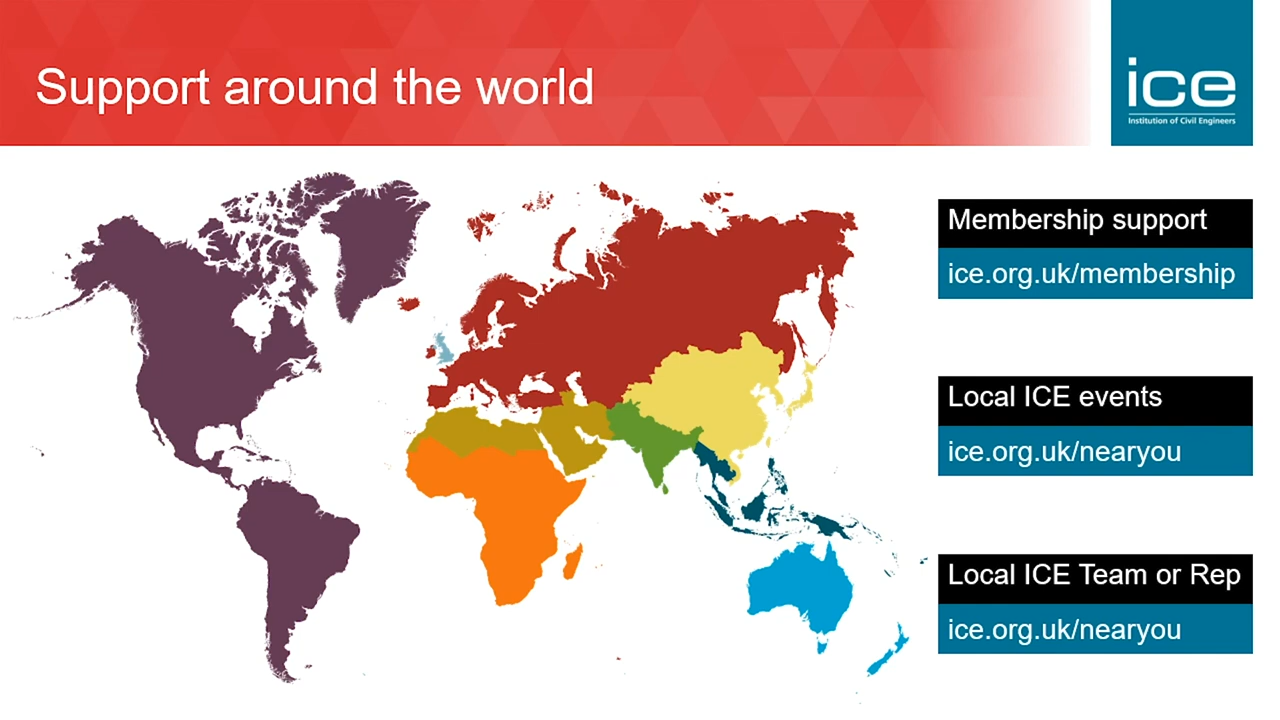 Support around the world
ice
Institution of Civil Engineers
Membership support
ice.org.uk/membership
Local ICE events
ice.org.uk/nearyou
Local ICE Team or Rep
ice.org.uk/nearyou